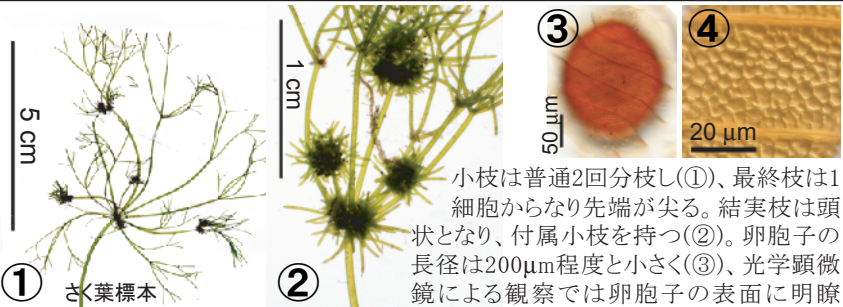 ①
②
③
④
5 cm
1 cm
50 µm
20 µm
さく葉標本
小枝は普通2回分枝し(①)、最終枝は1
細胞からなり先端が尖る。結実枝は頭
状となり、付属小枝を持つ(②)。卵胞子の
長径は200µm程度と小さく(③)、光学顕微
鏡による観察では卵胞子の表面に明瞭